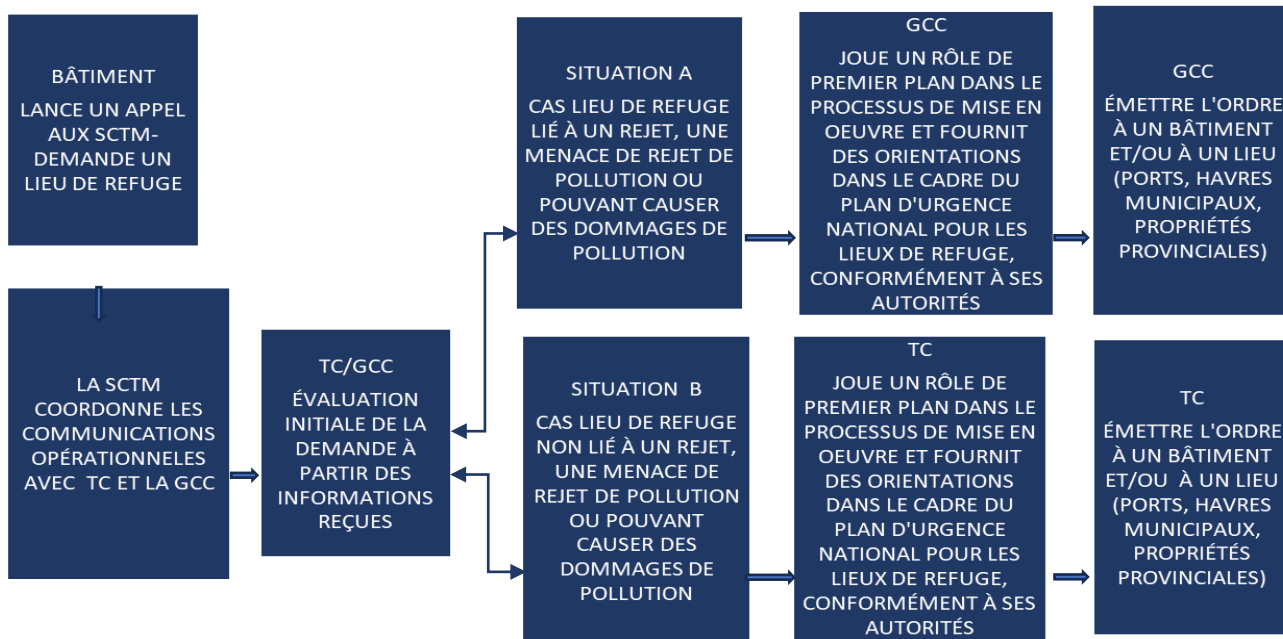 BÂTIMENT
LANCE UN APPEL
AUX SCTM-
DEMANDE UN
LIEU DE REFUGE
LA SCTM
COORDONNE LES
COMMUNICATIONS
OPÉRATIONNELES
AVEC TC ET LA GCC
TC/GCC
ÉVALUATION
INITIALE DE LA
DEMANDE À
PARTIR DES
INFORMATIONS
REÇUES
SITUATION A
CAS LIEU DE REFUGE
LIÉ À UN REJET, UNE
MENACE DE REJET DE
POLLUTION OU
POUVANT CAUSER
DES DOMMAGES DE
POLLUTION
GCC
JOUE UN RÔLE DE
PREMIER PLAN DANS LE
PROCESSUS DE MISE EN
OEUVRE ET FOURNIT
DES ORIENTATIONS
DANS LE CADRE DU
PLAN D'URGENCE
NATIONAL POUR LES
LIEUX DE REFUGE,
CONFORMÉMENT À SES
AUTORITÉS
GCC
ÉMETTRE L'ORDRE
À UN BÂTIMENT
ET/OU À UN LIEU
(PORTS, HAVRES
MUNICIPAUX,
PROPRIÉTÉS
PROVINCIALES)
SITUATION B
CAS LIEU DE REFUGE
NON LIÉ À UN REJET,
UNE MENACE DE
REJET DE POLLUTION
OU POUVANT
CAUSER DES
DOMMAGES DE
POLLUTION
TC
JOUE UN RÔLE DE
PREMIER PLAN DANS LE
PROCESSUS DE MISE EN
OEUVRE ET FOURNIT
DES ORIENTATIONS
DANS LE CADRE DU
PLAN D'URGENCE
NATIONAL POUR LES
LIEUX DE REFUGE,
CONFORMÉMENT À SES
AUTORITÉS
TC
ÉMETTRE L'ORDRE
À UN BÂTIMENT
ET/OU À UN LIEU
(PORTS, HAVRES
MUNICIPAUX,
PROPRIÉTÉS
PROVINCIALES)